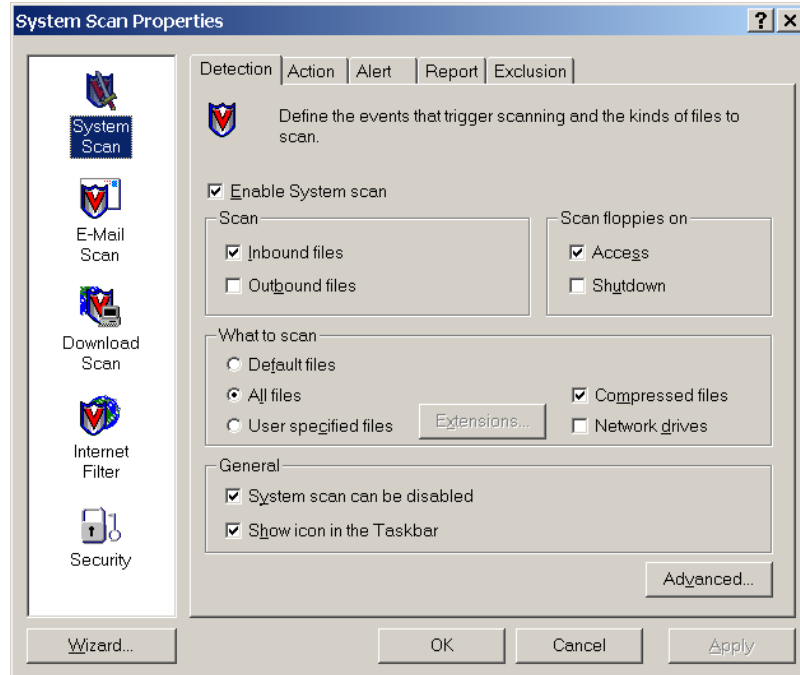 System Scan Properties
Detection
Action
Alert
Report
Exclusion
System
Scan
E-Mail
Scan
Download
Scan
Internet
Filter
Security
Define the events that trigger scanning and the kinds of files to
scan.
Enable System scan
Scan
Inbound files
Outbound files
Scan floppies on
Access
Shutdown
What to scan
Default files
All files
User specified files
Extensions...
Compressed files
Network drives
General
System scan can be disabled
Show icon in the Taskbar
Advanced...
Wizard...
OK
Cancel
Apply